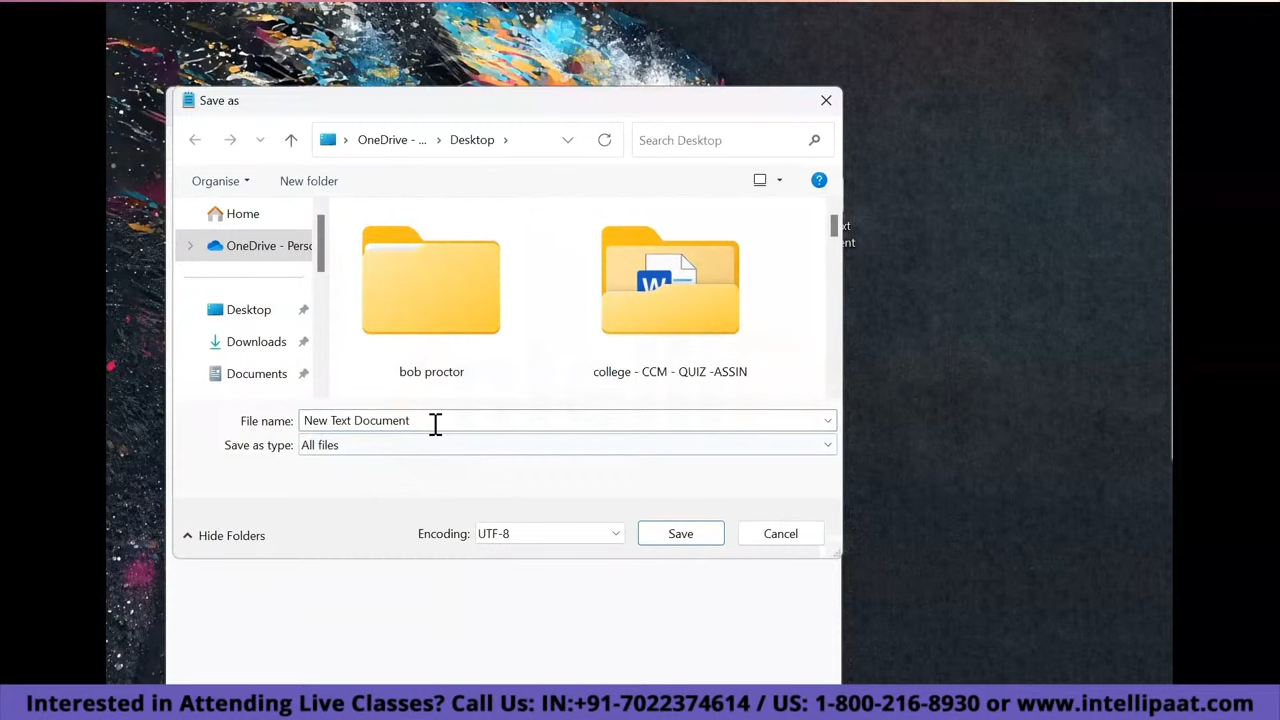 Save as
OneDrive - ... Desktop
Search Desktop
Organise
New folder
Home
OneDrive - Perso
Desktop
Downloads
Documents
bob proctor
college - CCM - QUIZ -ASSIN
File name: New Text Document
Save as type: All files
Hide Folders
Encoding: UTF-8
Save
Cancel
Interested in Attending Live Classes? Call Us: IN:+91-7022374614 / US: 1-800-216-8930 or www.intellipaat.com